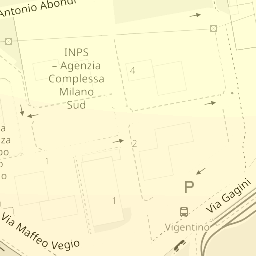 Antonio Abondi
INPS
– Agenzia
Complessa
Milano
Sud
4
2
1
1
P
Via Gagini
Vigentino
Via Maffeo Vegio